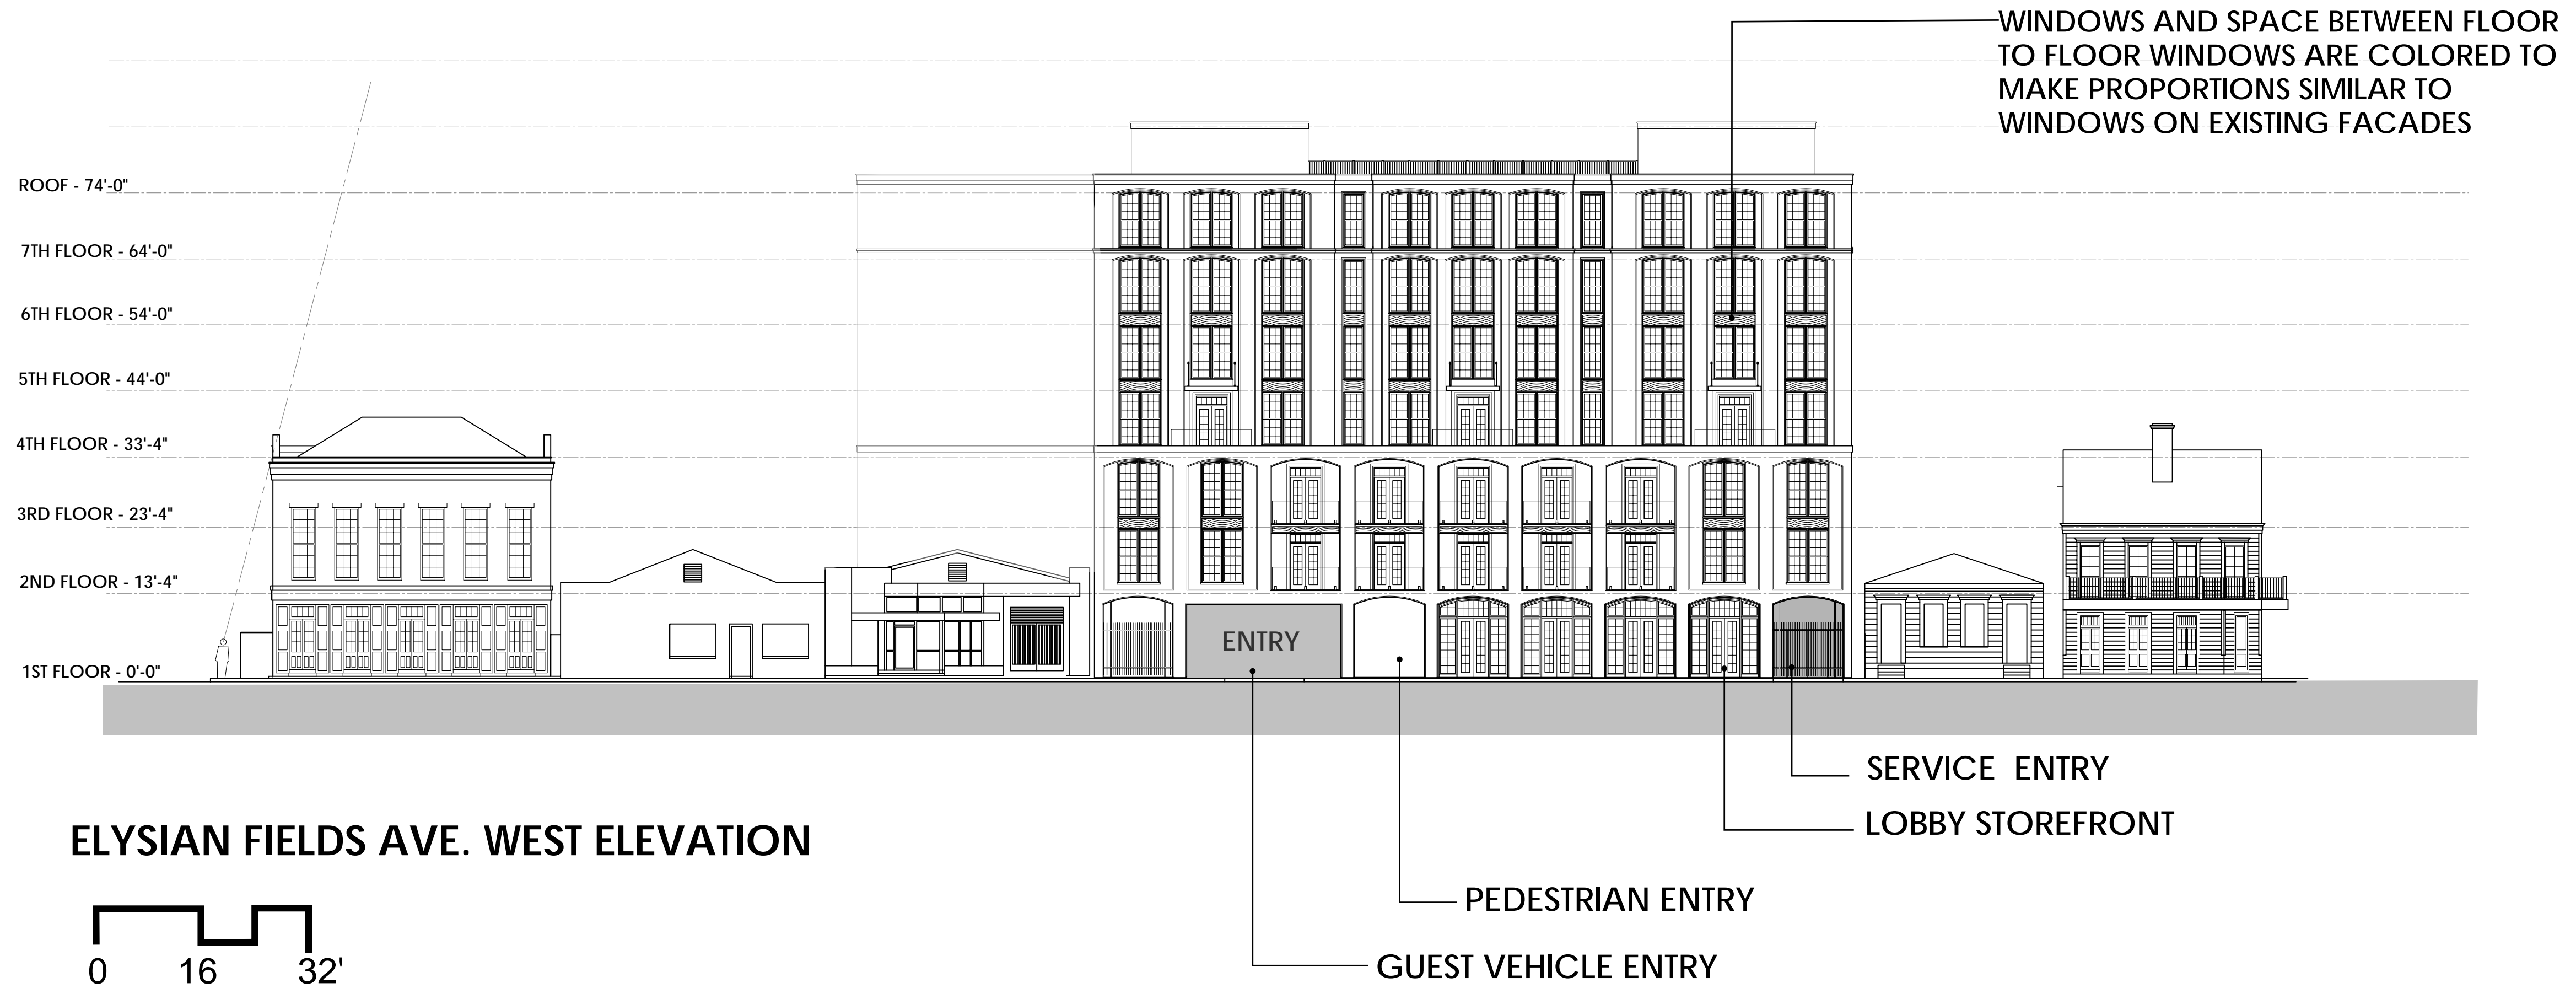 WINDOWS AND SPACE BETWEEN FLOOR
TO FLOOR WINDOWS ARE COLORED TO
MAKE PROPORTIONS SIMILAR TO
WINDOWS ON EXISTING FACADES
ROOF - 74'-0"
7TH FLOOR - 64'-0"
6TH FLOOR - 54'-0"
5TH FLOOR - 44'-0"
4TH FLOOR - 33'-4"
3RD FLOOR - 23'-4"
2ND FLOOR - 13'-4"
1ST FLOOR - 0'-0"
ENTRY
SERVICE ENTRY
LOBBY STOREFRONT
PEDESTRIAN ENTRY
GUEST VEHICLE ENTRY
ELYSIAN FIELDS AVE. WEST ELEVATION
0 16 32'